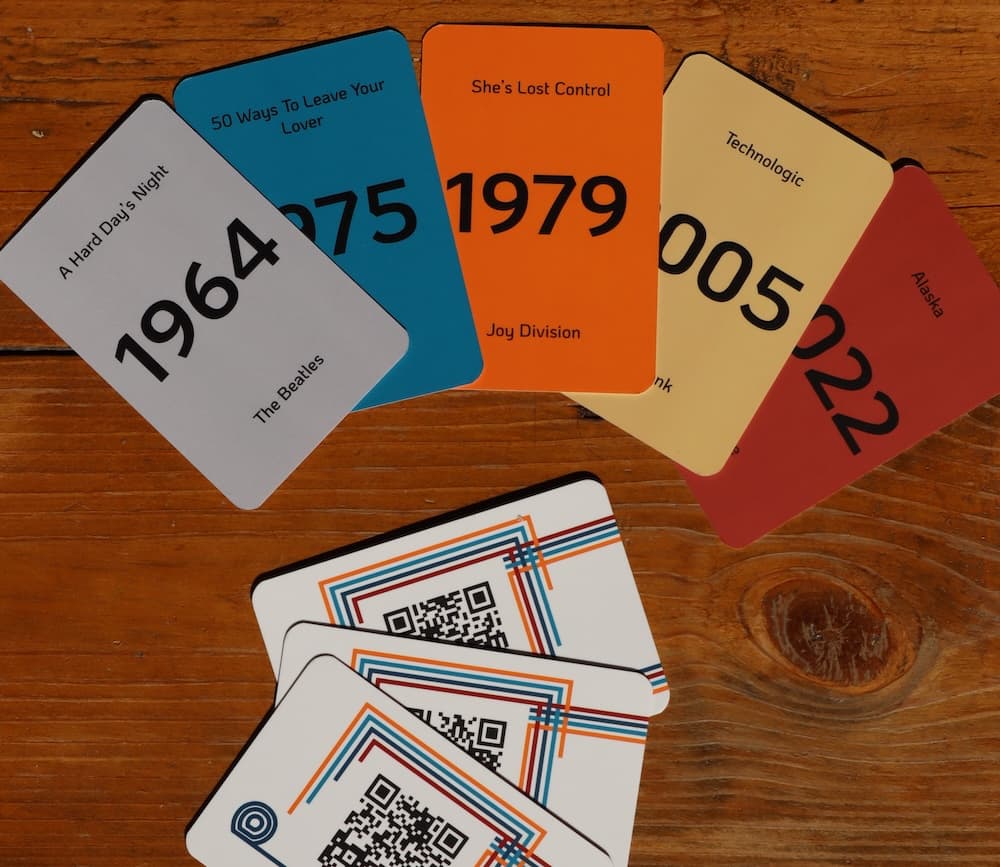 A Hard Day's Night
1964
The Beatles
50 Ways To Leave Your
Lover
975
She's Lost Control
1979
Joy Division
Technologic
005
nk
Alaska
022